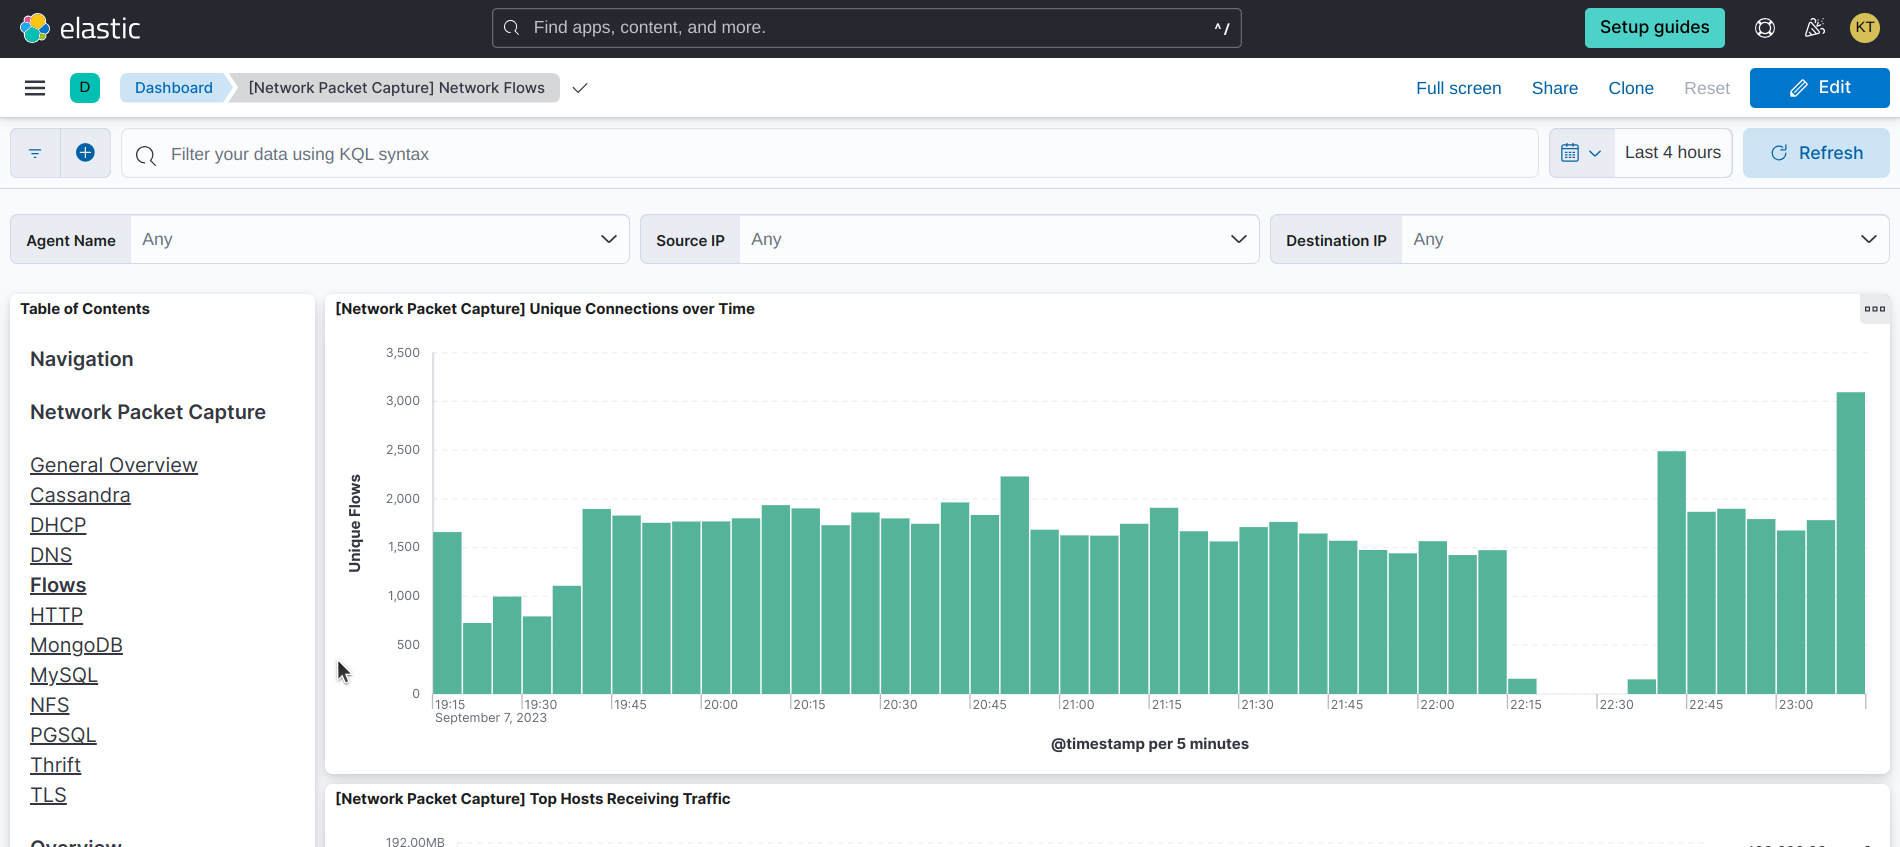 elastic
Find apps, content, and more.
^ /
Setup guides
KT
D
Dashboard
[Network Packet Capture] Network Flows
Full screen
Share
Clone
Reset
Edit
Filter your data using KQL syntax
Last 4 hours
Refresh
Agent Name
Any
Source IP
Any
Destination IP
Any
Table of Contents
Navigation
Network Packet Capture
General Overview
Cassandra
DHCP
DNS
Flows
HTTP
MongoDB
MySQL
NFS
PGSQL
Thrift
TLS
Overview
[Network Packet Capture] Unique Connections over Time
3,500
3,000
2,500
2,000
1,500
1,000
500
0
Unique Flows
19:15
19:30
19:45
20:00
20:15
20:30
20:45
21:00
21:15
21:30
21:45
22:00
22:15
22:30
22:45
23:00
September 7, 2023
@timestamp per 5 minutes
[Network Packet Capture] Top Hosts Receiving Traffic
192.00MB